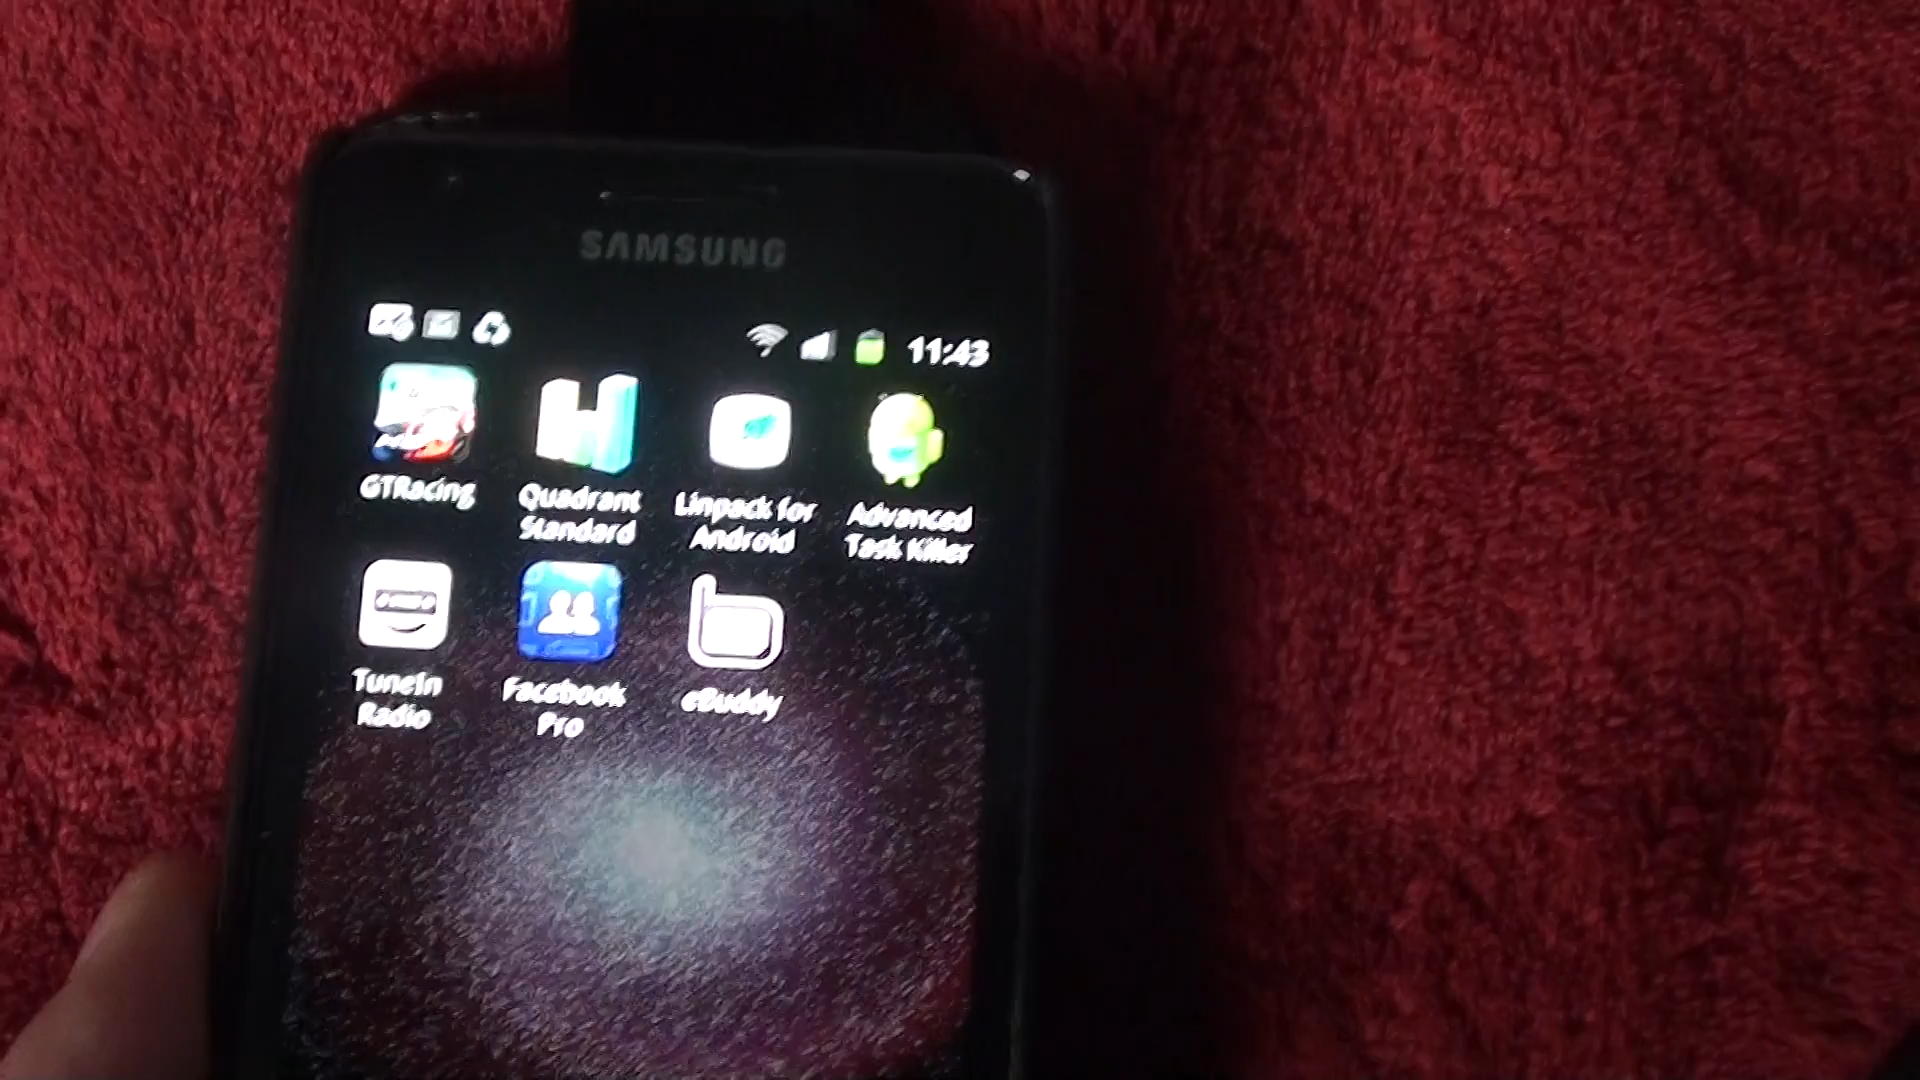 SAMSUNG
11:43
GTRacing
Quadrant
Standard
Linpack for
Android
Advanced
Task Killer
TuneIn
Radio
Facebook
Pro
eBuddy